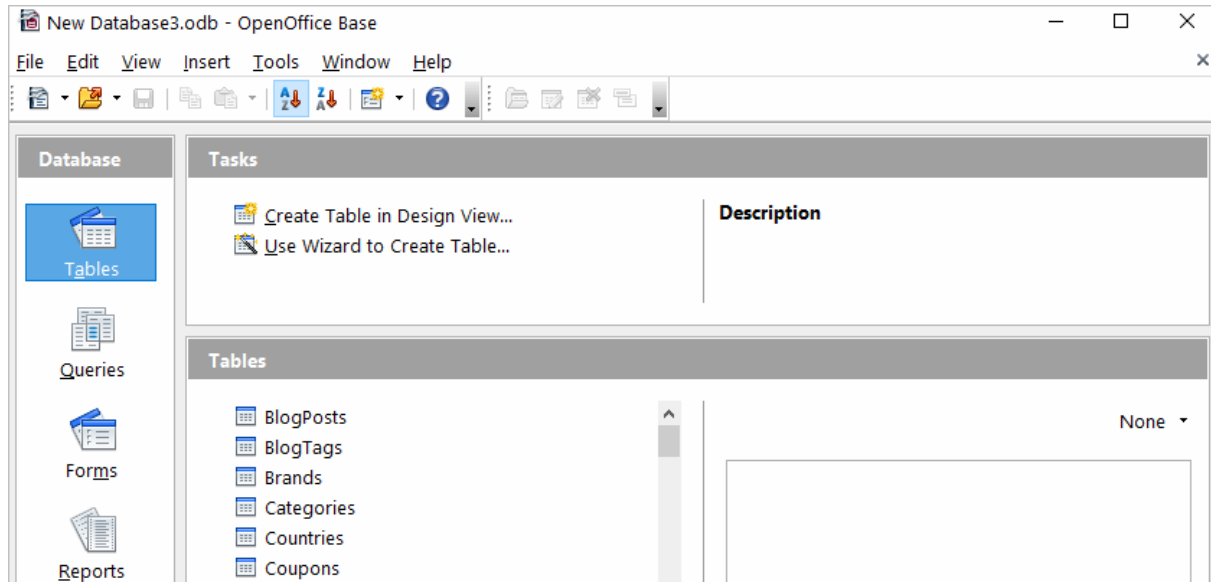 New Database3.odb - OpenOffice Base
File Edit View Insert Tools Window Help
Database
Tasks
Create Table in Design View...
Use Wizard to Create Table...
Description
Tables
Queries
Forms
Reports
Tables
BlogPosts
BlogTags
Brands
Categories
Countries
Coupons
None